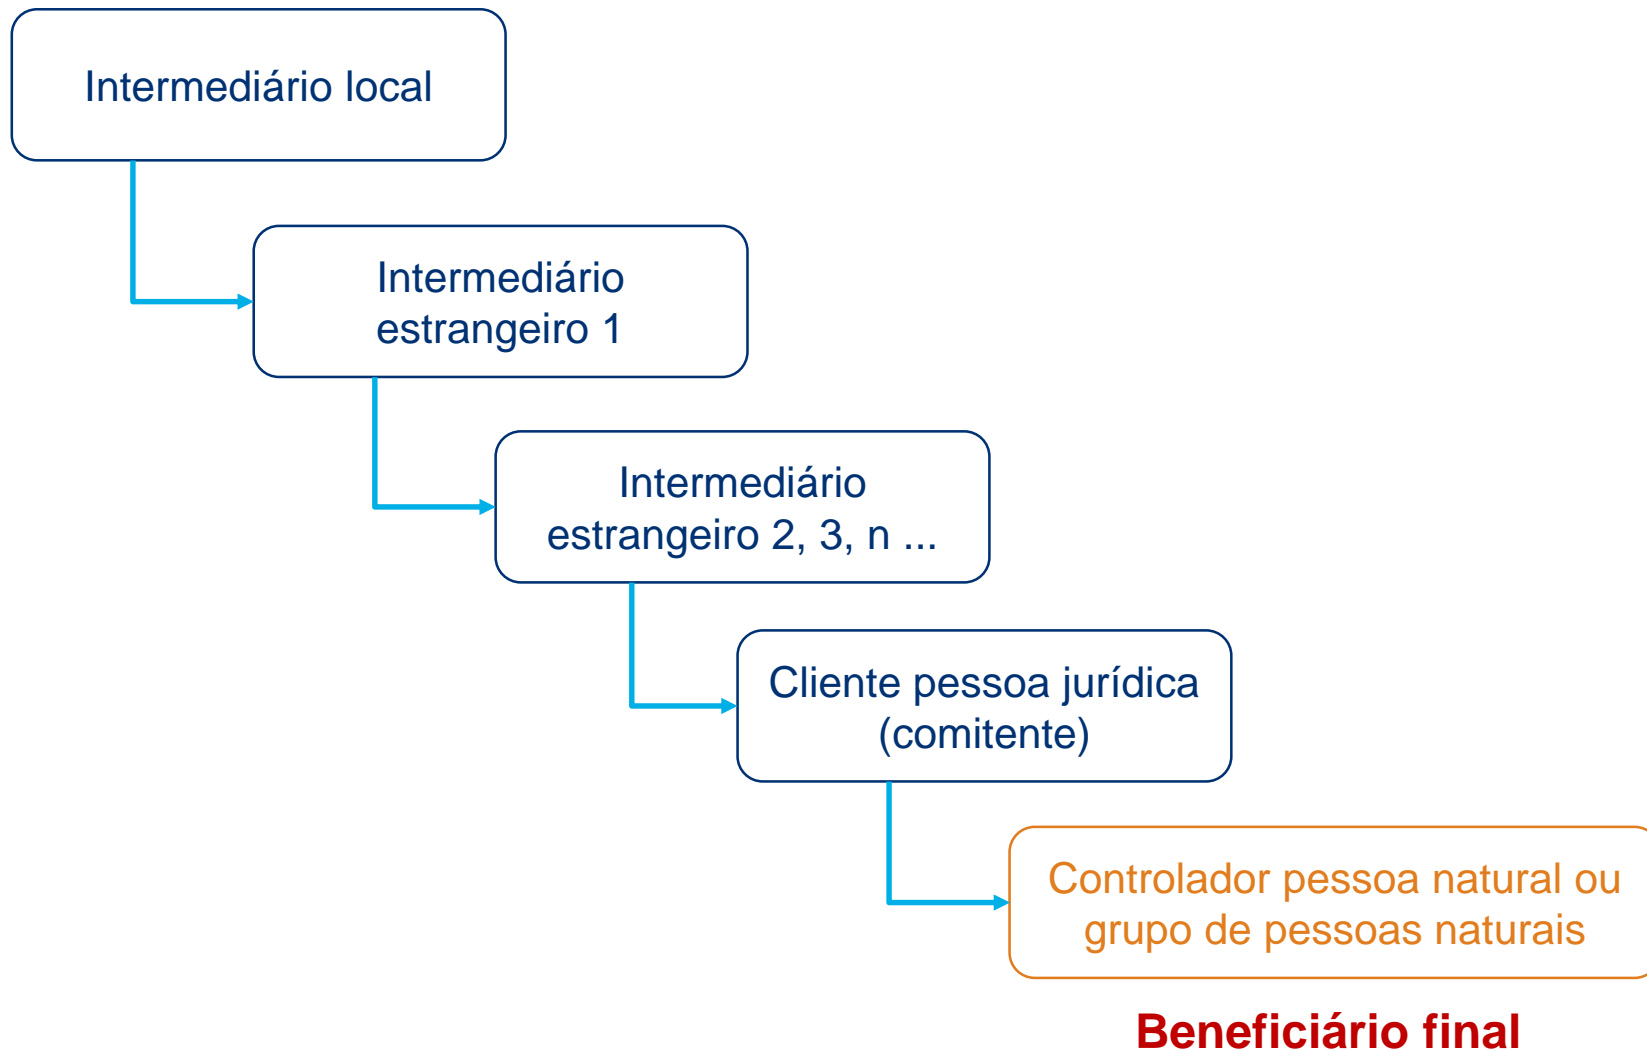 Intermediário local
Intermediário
estrangeiro 1
Intermediário
estrangeiro 2, 3, n ...
Cliente pessoa jurídica
(comitente)
Controlador pessoa natural ou
grupo de pessoas naturais
Beneficiário final